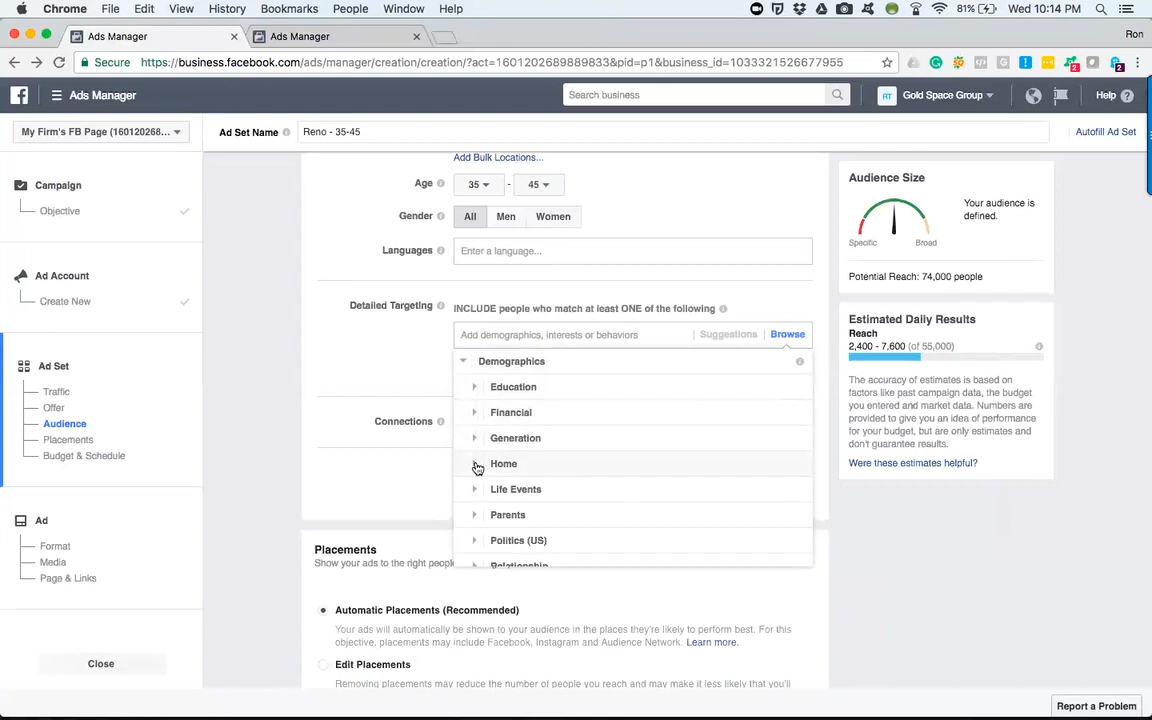 Chrome File Edit View History Bookmarks People Window Help 81% Wed 10:14 PM
Ads Manager Ads Manager Ron
Secure https://business.facebook.com/ads/manager/creation/creation/?act=1601202689889833&pid=p1&business_id=1033321526677955
Ads Manager Search business RT Gold Space Group Help
My Firm's FB Page (160120268... Ad Set Name Reno - 35-45 Autofill Ad Set
Add Bulk Locations...
Campaign
Objective
Ad Account
Create New
Ad Set
Traffic
Offer
Audience
Placements
Budget & Schedule
Ad
Format
Media
Page & Links
Close
Age 35 - 45
Gender All Men Women
Languages Enter a language...
Detailed Targeting INCLUDE people who match at least ONE of the following
Add demographics, interests or behaviors Suggestions Browse
Demographics
Education
Financial
Generation
Home
Life Events
Parents
Politics (US)
Relationship
Connections
Placements
Show your ads to the right people
Automatic Placements (Recommended)
Your ads will automatically be shown to your audience in the places they're likely to perform best. For this
objective, placements may include Facebook, Instagram and Audience Network. Learn more.
Edit Placements
Removing placements may reduce the number of people you reach and may make it less likely that you'll
Audience Size
Your audience is
defined.
Specific Broad
Potential Reach: 74,000 people
Estimated Daily Results
Reach
2,400 - 7,600 (of 55,000)
The accuracy of estimates is based on
factors like past campaign data, the budget
you entered and market data. Numbers are
provided to give you an idea of performance
for your budget, but are only estimates and
don't guarantee results.
Were these estimates helpful?
Report a Problem